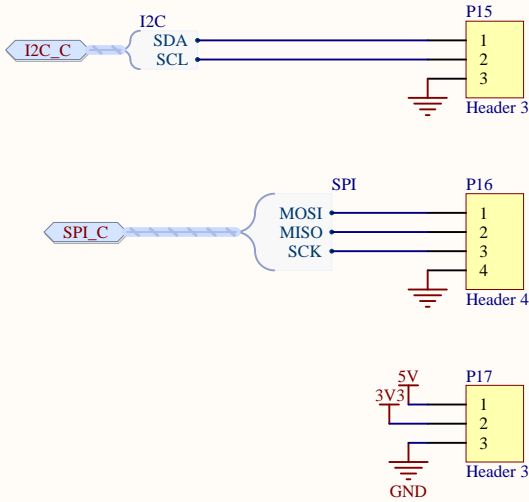 I2C P15
I2C_C SDA 1
SCL 2
3
Header 3
SPI P16
MOSI 1
SPI_C MISO 2
SCK 3
4
Header 4
5V P17
3V3 1
2
3
GND Header 3